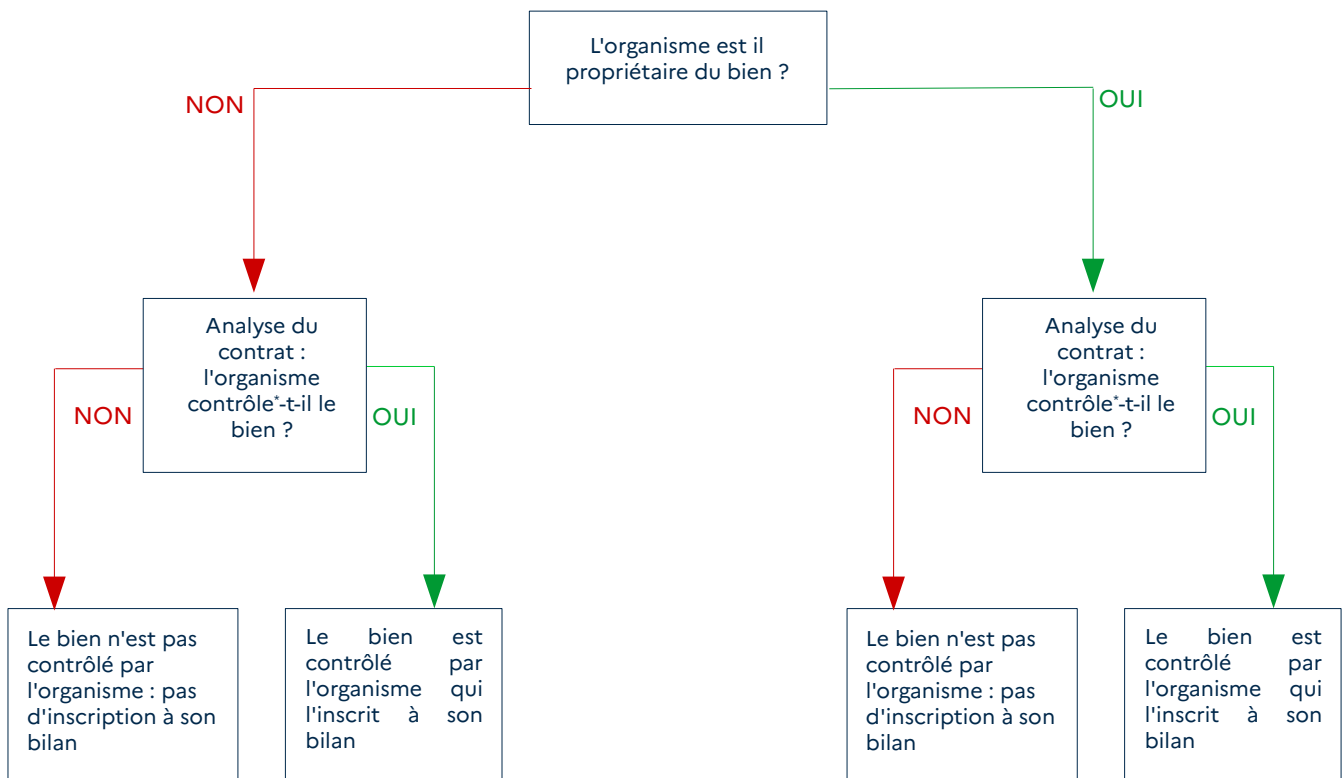 L'organisme est il
propriétaire du bien ?
NON
OUI
Analyse du
contrat :
l'organisme
contrôle*-t-il le
bien ?
NON
OUI
Analyse du
contrat :
l'organisme
contrôle*-t-il le
bien ?
NON
OUI
Le bien n'est pas
contrôlé par
l'organisme : pas
d'inscription à son
bilan
Le bien est
contrôlé par
l'organisme qui
l'inscrit à son
bilan
Le bien n'est pas
contrôlé par
l'organisme : pas
d'inscription à son
bilan
Le bien est
contrôlé par
l'organisme qui
l'inscrit à son
bilan